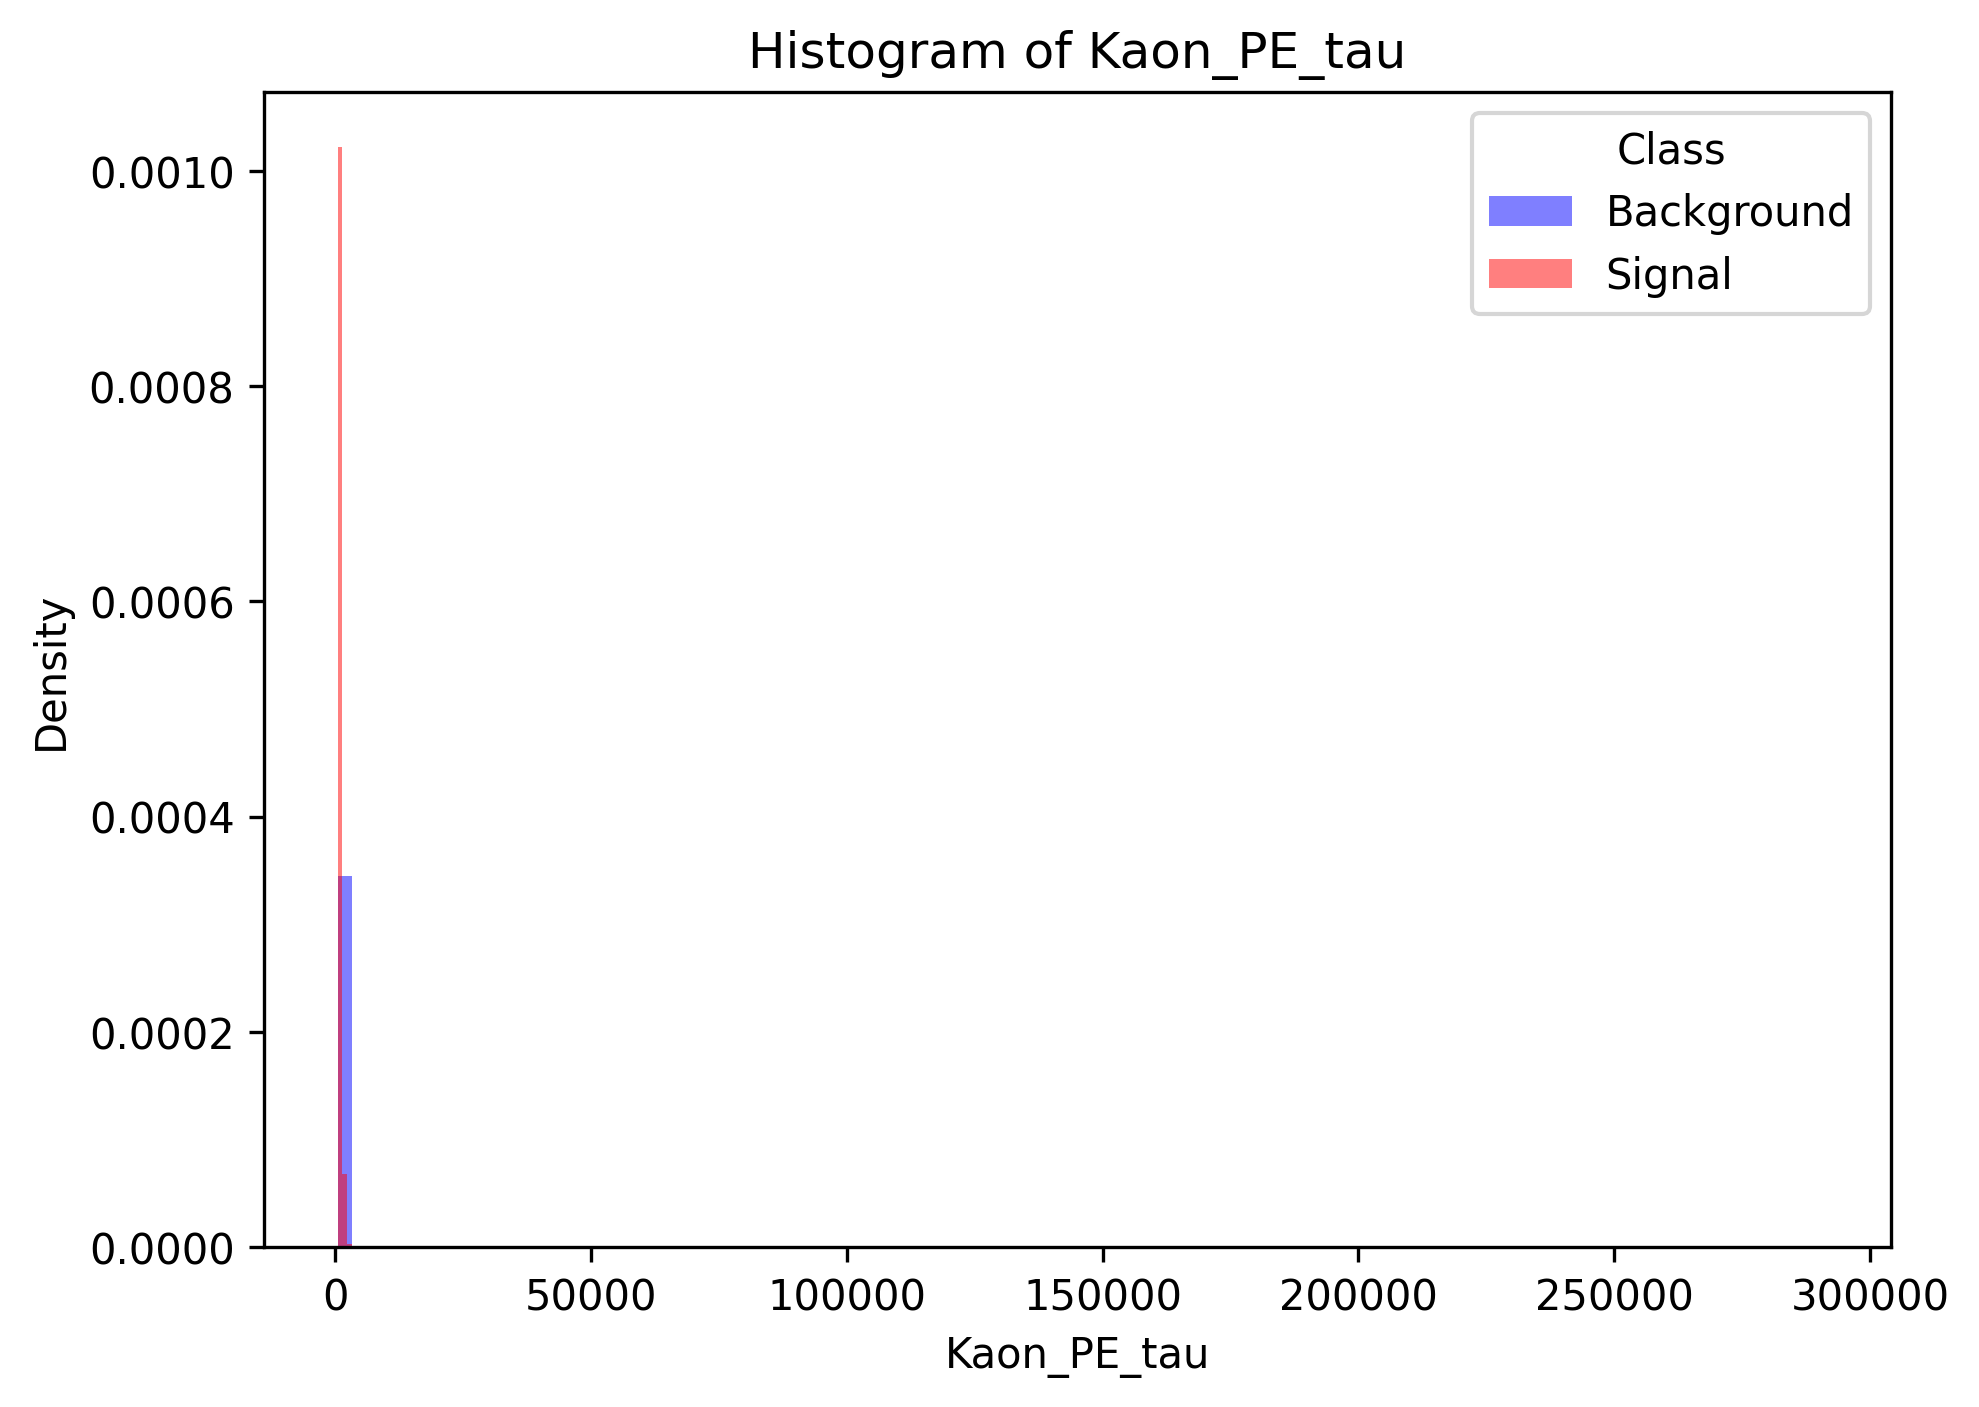 Histogram of Kaon_PE_tau
Class
Background
Signal
0.0010
0.0008
0.0006
0.0004
0.0002
0.0000
Density
0 50000 100000 150000 200000 250000 300000
Kaon_PE_tau